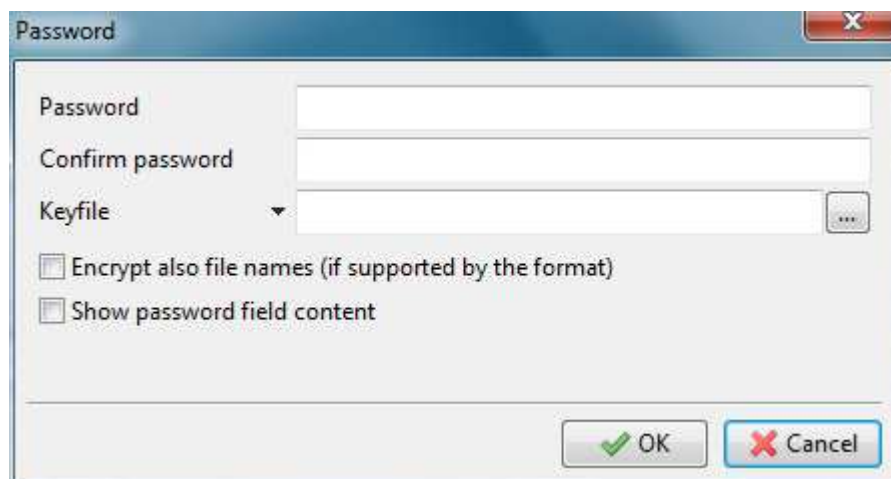 Password
Password
Confirm password
Keyfile
...
Encrypt also file names (if supported by the format)
Show password field content
OK
Cancel